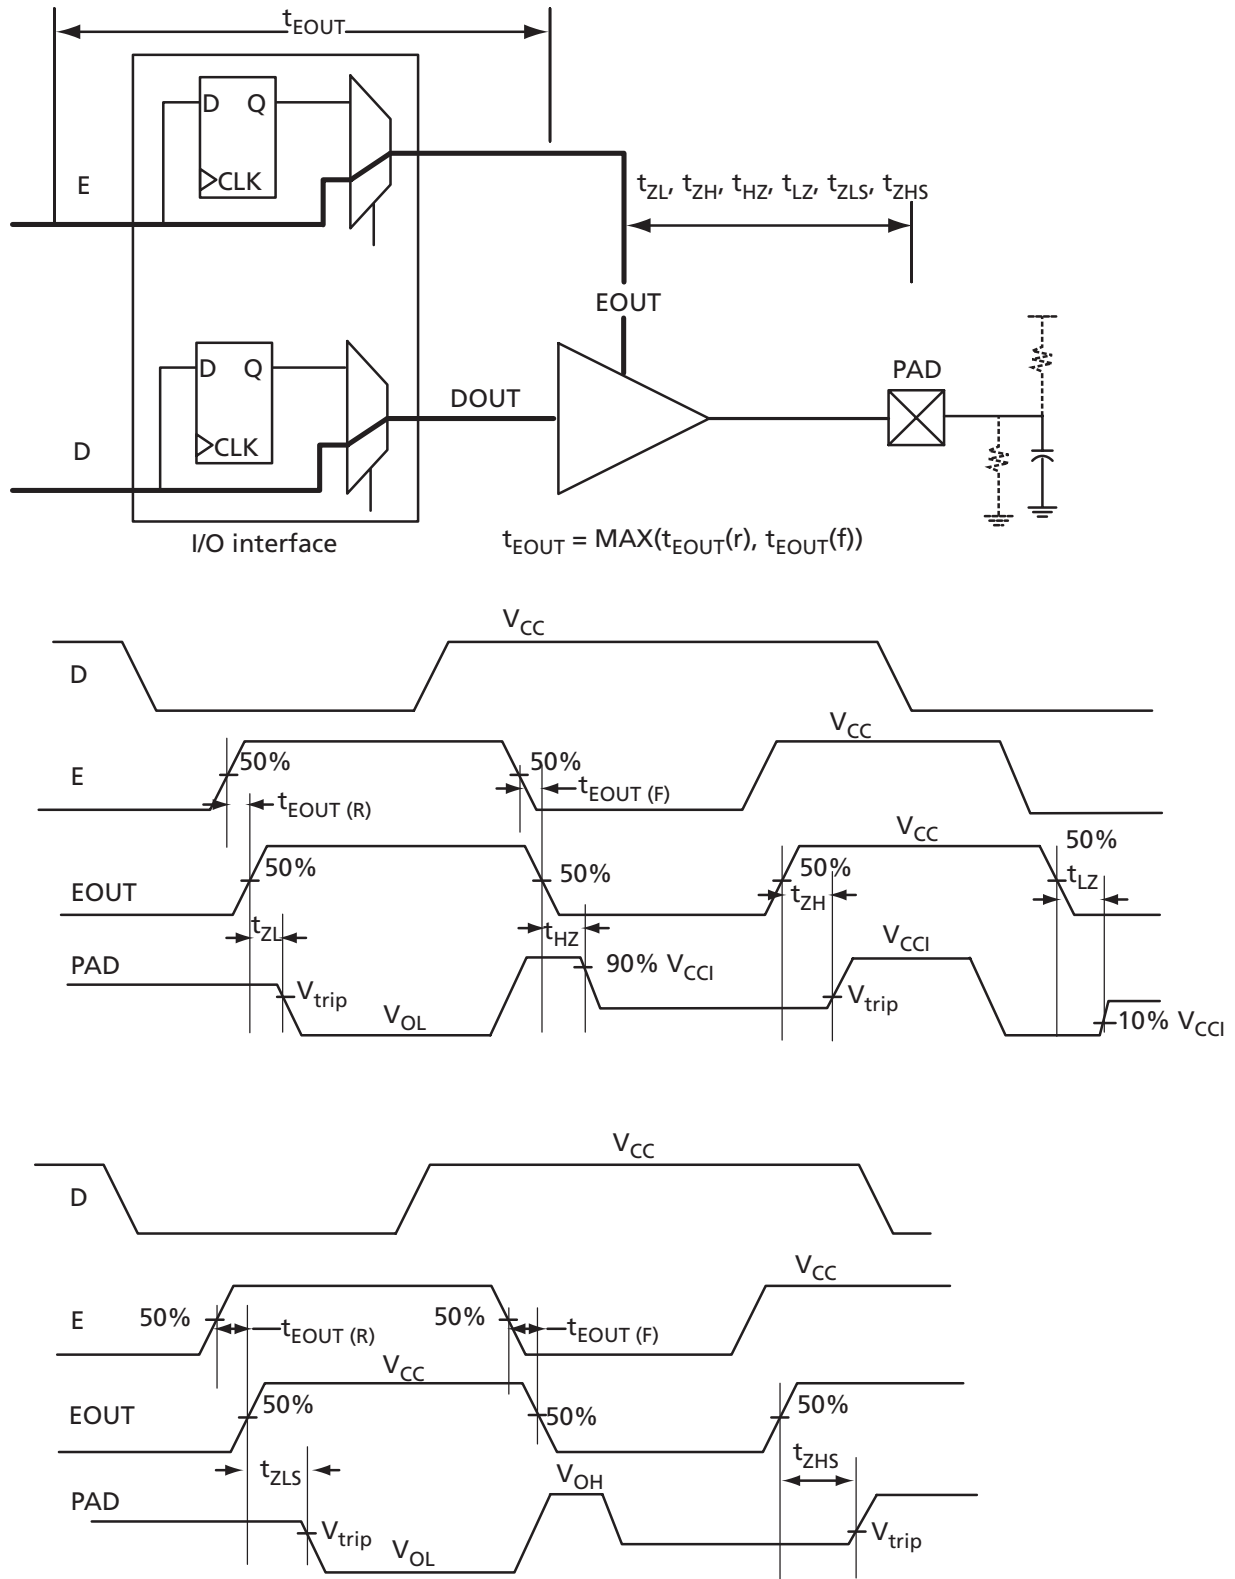 tEOUT
D Q
CLK
E
tZL, tZH, tHZ, tLZ, tZLS, tZHS
EOUT
D Q
CLK
D
DOUT
PAD
I/O interface
tEOUT = MAX(tEOUT(r), tEOUT(f))
VCC
D
VCC
E
50%
50%
tEOUT (R)
tEOUT (F)
VCC
50%
EOUT
50%
50%
50%
tZL
tHZ
tZH
tLZ
PAD
VCCI
90% VCCI
Vtrip
Vtrip
VOL
10% VCCI
VCC
D
VCC
E
50%
50%
tEOUT (R)
tEOUT (F)
VCC
EOUT
50%
50%
50%
tZLS
tZHS
VOH
PAD
Vtrip
Vtrip
VOL